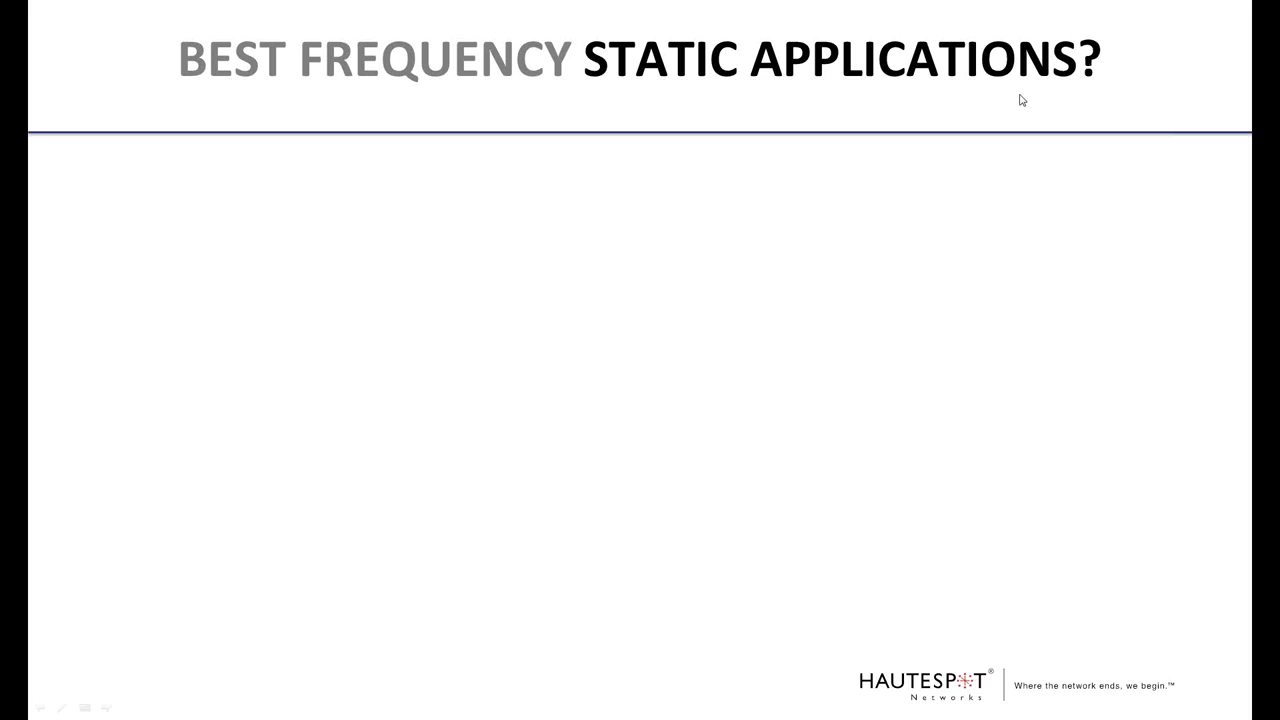 BEST FREQUENCY STATIC APPLICATIONS?
HAUTESPOT®
Networks
Where the network ends, we begin.™